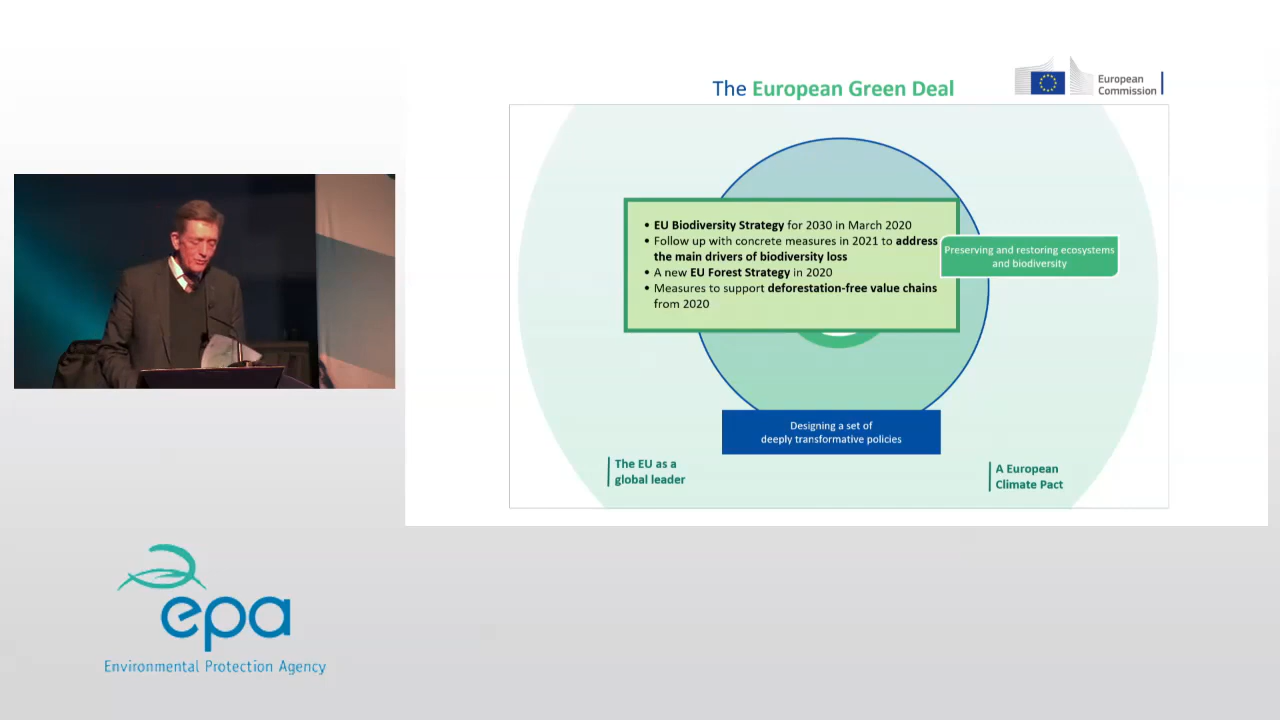 The European Green Deal
European
Commission
• EU Biodiversity Strategy for 2030 in March 2020
• Follow up with concrete measures in 2021 to address
the main drivers of biodiversity loss
• A new EU Forest Strategy in 2020
• Measures to support deforestation-free value chains
from 2020
Preserving and restoring ecosystems
and biodiversity
Designing a set of
deeply transformative policies
The EU as a
global leader
A European
Climate Pact
epa
Environmental Protection Agency